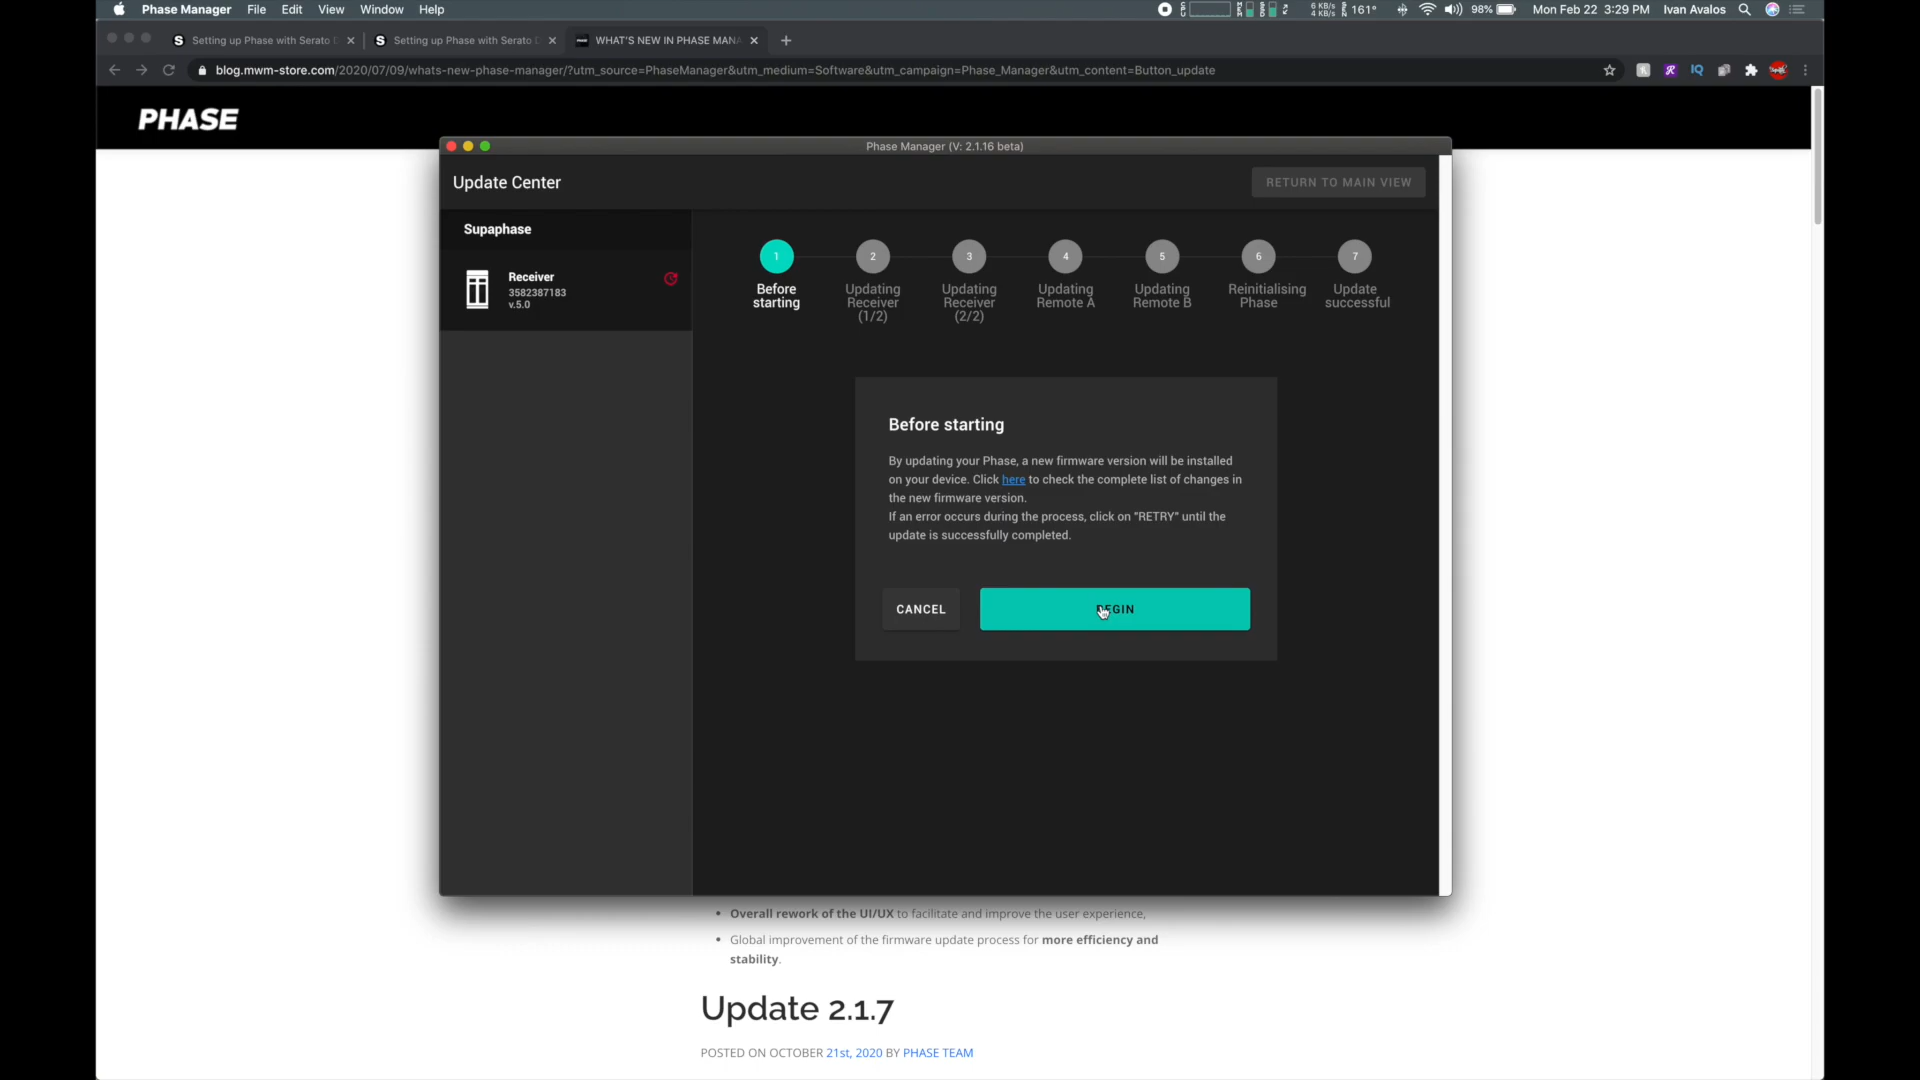 Phase Manager File Edit View Window Help 6 KB/s 4 KB/s 161° 98% Mon Feb 22 3:29 PM Ivan Avalos
Setting up Phase with Serato D Setting up Phase with Serato D WHAT'S NEW IN PHASE MANA
blog.mwm-store.com/2020/07/09/whats-new-phase-manager/?utm_source=PhaseManager&utm_medium=Software&utm_campaign=Phase_Manager&utm_content=Button_update
PHASE
Phase Manager (V: 2.1.16 beta)
Update Center RETURN TO MAIN VIEW
Supaphase
Receiver
3582387183
v.5.0
1 2 3 4 5 6 7
Before starting
Updating Receiver (1/2)
Updating Receiver (2/2)
Updating Remote A
Updating Remote B
Reinitialising Phase
Update successful
Before starting
By updating your Phase, a new firmware version will be installed
on your device. Click here to check the complete list of changes in
the new firmware version.
If an error occurs during the process, click on "RETRY" until the
update is successfully completed.
CANCEL BEGIN
• Overall rework of the UI/UX to facilitate and improve the user experience,
• Global improvement of the firmware update process for more efficiency and
stability.
Update 2.1.7
POSTED ON OCTOBER 21st, 2020 BY PHASE TEAM